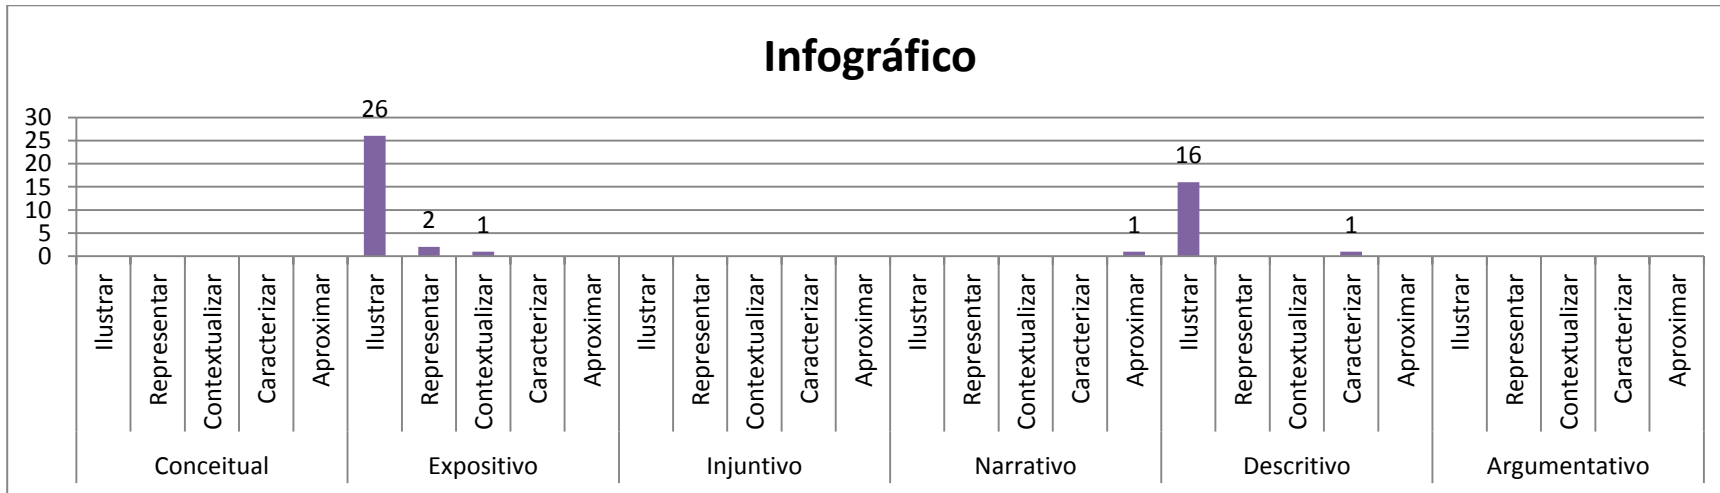 Infográfico
30
25
20
15
10
5
0
26
2
1
1
16
1
Ilustrar
Representar
Contextualizar
Caracterizar
Aproximar
Ilustrar
Representar
Contextualizar
Caracterizar
Aproximar
Ilustrar
Representar
Contextualizar
Caracterizar
Aproximar
Ilustrar
Representar
Contextualizar
Caracterizar
Aproximar
Ilustrar
Representar
Contextualizar
Caracterizar
Aproximar
Ilustrar
Representar
Contextualizar
Caracterizar
Aproximar
Conceitual
Expositivo
Injuntivo
Narrativo
Descritivo
Argumentativo